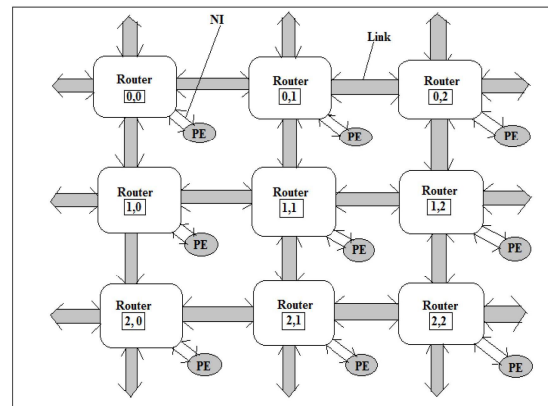 NI
Link
Router
0,0
Router
0,1
Router
0,2
PE
PE
PE
Router
1,0
Router
1,1
Router
1,2
PE
PE
PE
Router
2, 0
Router
2,1
Router
2,2
PE
PE
PE